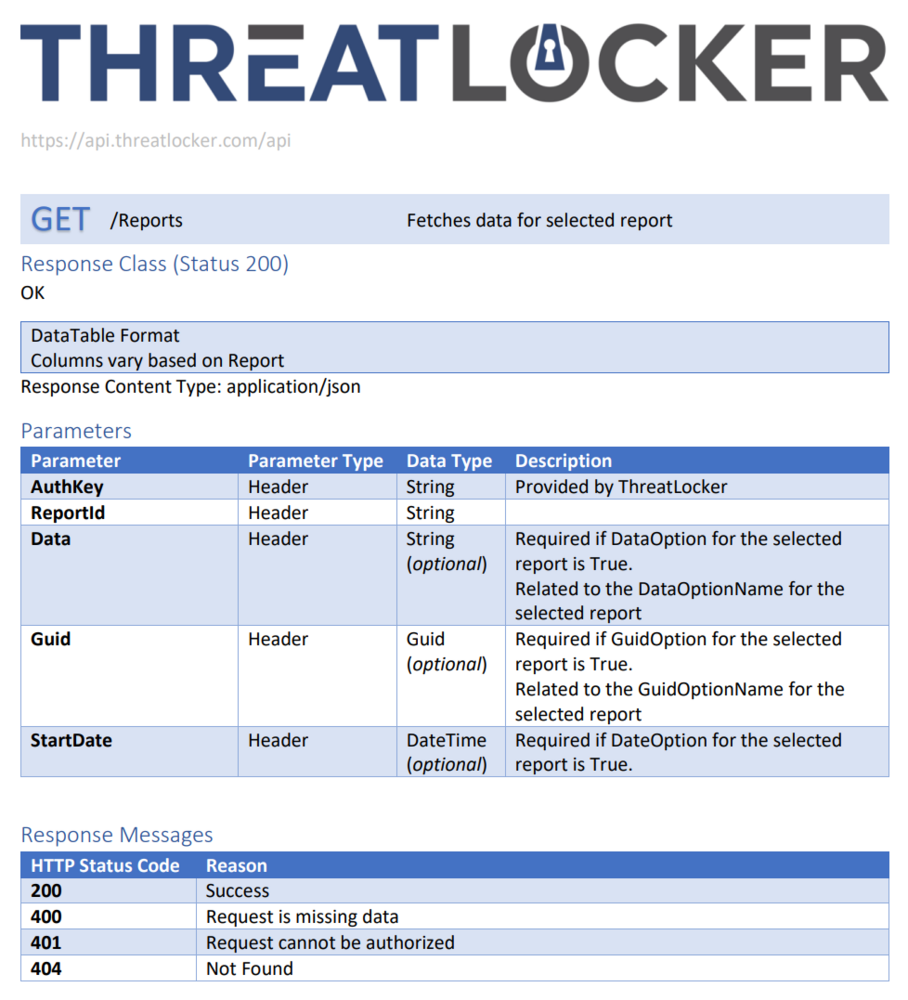 THREATLOCKER
https://api.threatlocker.com/api
GET /Reports Fetches data for selected report
Response Class (Status 200)
OK
DataTable Format
Columns vary based on Report
Response Content Type: application/json
Parameters
Parameter Parameter Type Data Type Description
AuthKey Header String Provided by ThreatLocker
ReportId Header String
Data Header String Required if DataOption for the selected
(optional) report is True.
Related to the DataOptionName for the
selected report
Guid Header Guid Required if GuidOption for the selected
(optional) report is True.
Related to the GuidOptionName for the
selected report
StartDate Header DateTime Required if DateOption for the selected
(optional) report is True.
Response Messages
HTTP Status Code Reason
200 Success
400 Request is missing data
401 Request cannot be authorized
404 Not Found